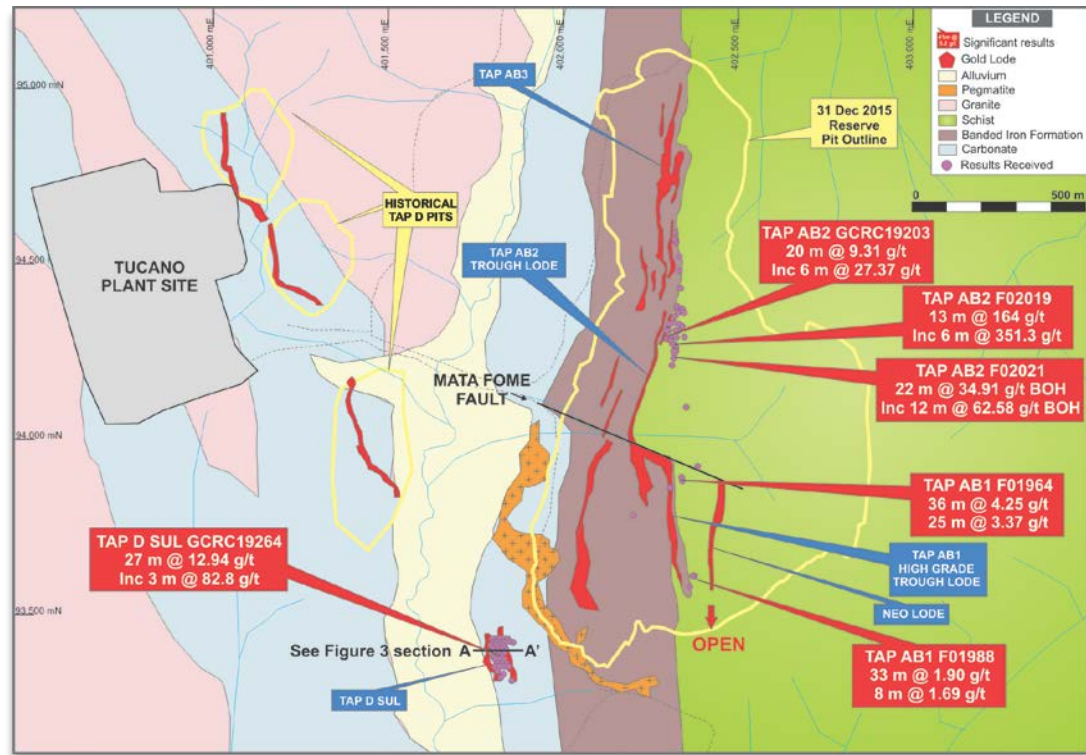 401,000 mE
401,500 mE
402,000 mE
402,500 mE
403,000 mE
95,000 mN
94,500 mN
94,000 mN
93,500 mN
LEGEND
Significant results
Gold Lode
Alluvium
Pegmatite
Granite
Schist
Banded Iron Formation
Carbonate
Results Received
0
500 m
TAP AB3
31 Dec 2015
Reserve
Pit Outline
HISTORICAL
TAP D PITS
TUCANO
PLANT SITE
TAP AB2
TROUGH LODE
TAP AB2 GCRC19203
20 m @ 9.31 g/t
Inc 6 m @ 27.37 g/t
TAP AB2 F02019
13 m @ 164 g/t
Inc 6 m @ 351.3 g/t
TAP AB2 F02021
22 m @ 34.91 g/t BOH
Inc 12 m @ 62.58 g/t BOH
MATA FOME
FAULT
TAP AB1 F01964
36 m @ 4.25 g/t
25 m @ 3.37 g/t
TAP D SUL GCRC19264
27 m @ 12.94 g/t
Inc 3 m @ 82.8 g/t
TAP AB1
HIGH GRADE
TROUGH LODE
NEO LODE
OPEN
See Figure 3 section A A'
TAP D SUL
TAP AB1 F01988
33 m @ 1.90 g/t
8 m @ 1.69 g/t